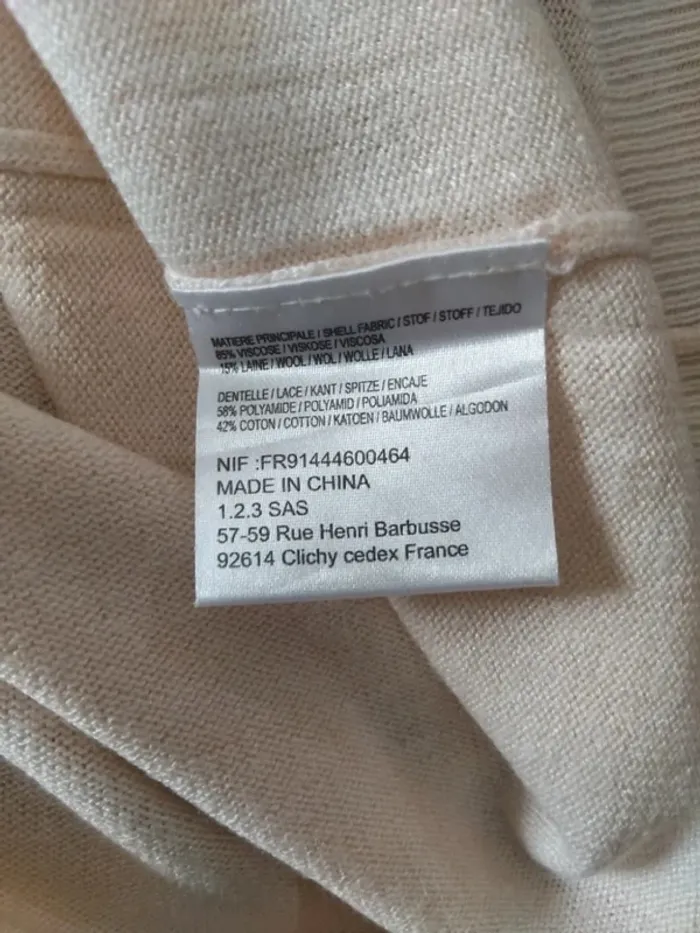 MATIERE PRINCIPALE / SHELL FABRIC / STOF / STOFF / TEJIDO
85% VISCOSE / VISKOSE / VISCOSA
15% LAINE / WOOL / WOL / WOLLE / LANA
DENTELLE / LACE / KANT / SPITZE / ENCAJE
58% POLYAMIDE / POLYAMID / POLIAMIDA
42% COTON / COTTON / KATOEN / BAUMWOLLE / ALGODON
NIF :FR91444600464
MADE IN CHINA
1.2.3 SAS
57-59 Rue Henri Barbusse
92614 Clichy cedex France